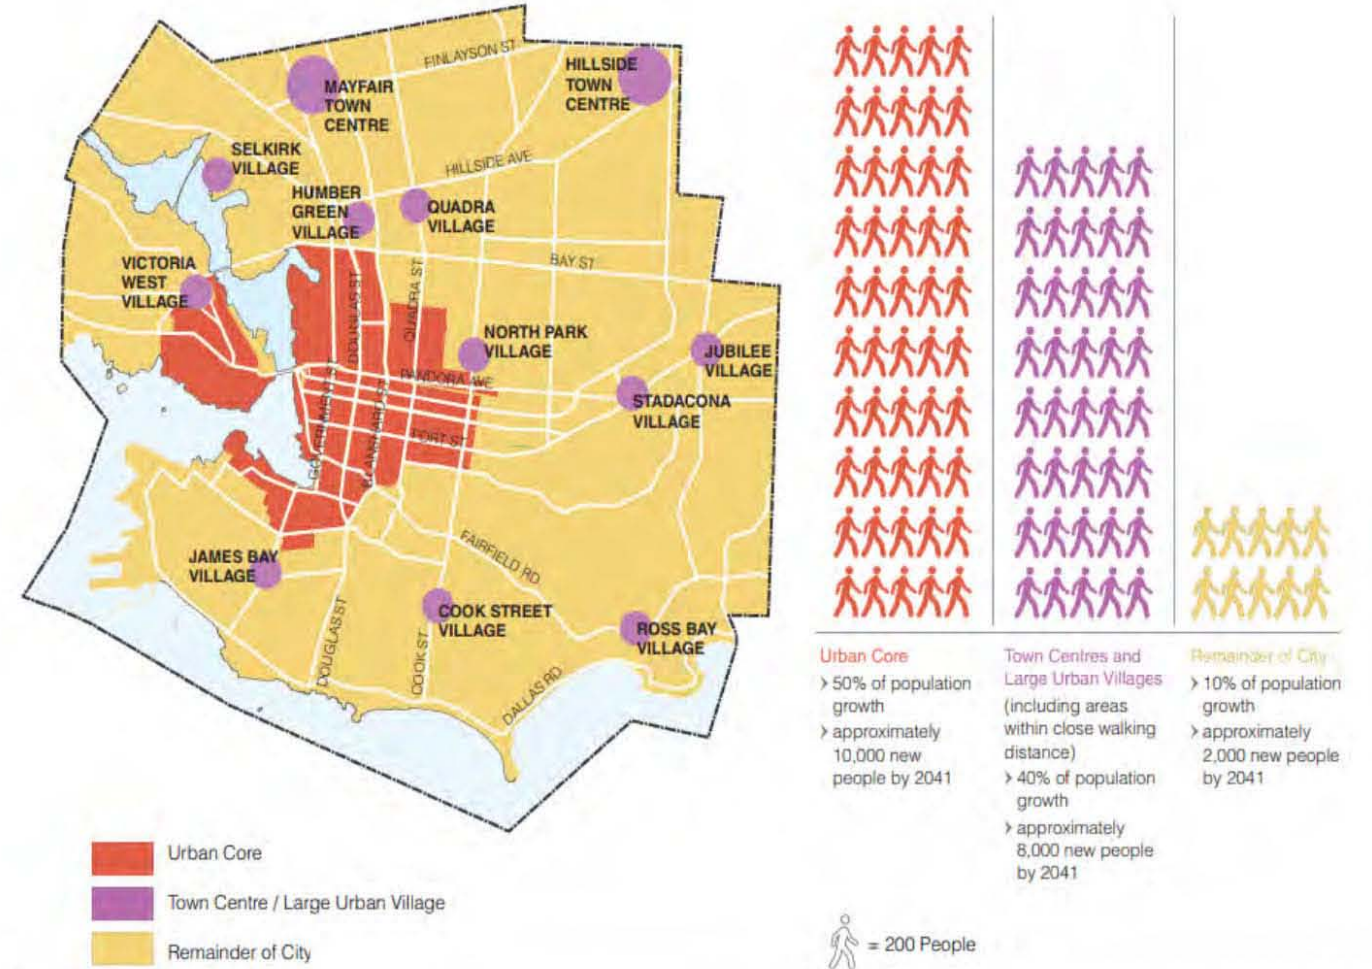 FINLAYSON ST
HILLSIDE
TOWN
CENTRE
MAYFAIR
TOWN
CENTRE
SELKIRK
VILLAGE
HILLSIDE AVE
HUMBER
GREEN
VILLAGE
QUADRA
VILLAGE
BAY ST
VICTORIA
WEST
VILLAGE
DOUGLAS ST
QUADRA ST
NORTH PARK
VILLAGE
JUBILEE
VILLAGE
PANDORA AVE
STADACONA
VILLAGE
GOVERNMENT ST
BLANSHARD ST
FORT ST
FAIRFIELD RD
JAMES BAY
VILLAGE
COOK STREET
VILLAGE
ROSS BAY
VILLAGE
DOUGLAS ST
COOK ST
DALLAS RD
Urban Core
Town Centre / Large Urban Village
Remainder of City
Urban Core
> 50% of population
growth
> approximately
10,000 new
people by 2041
Town Centres and
Large Urban Villages
(including areas
within close walking
distance)
> 40% of population
growth
> approximately
8,000 new people
by 2041
Remainder of City
> 10% of population
growth
> approximately
2,000 new people
by 2041
= 200 People